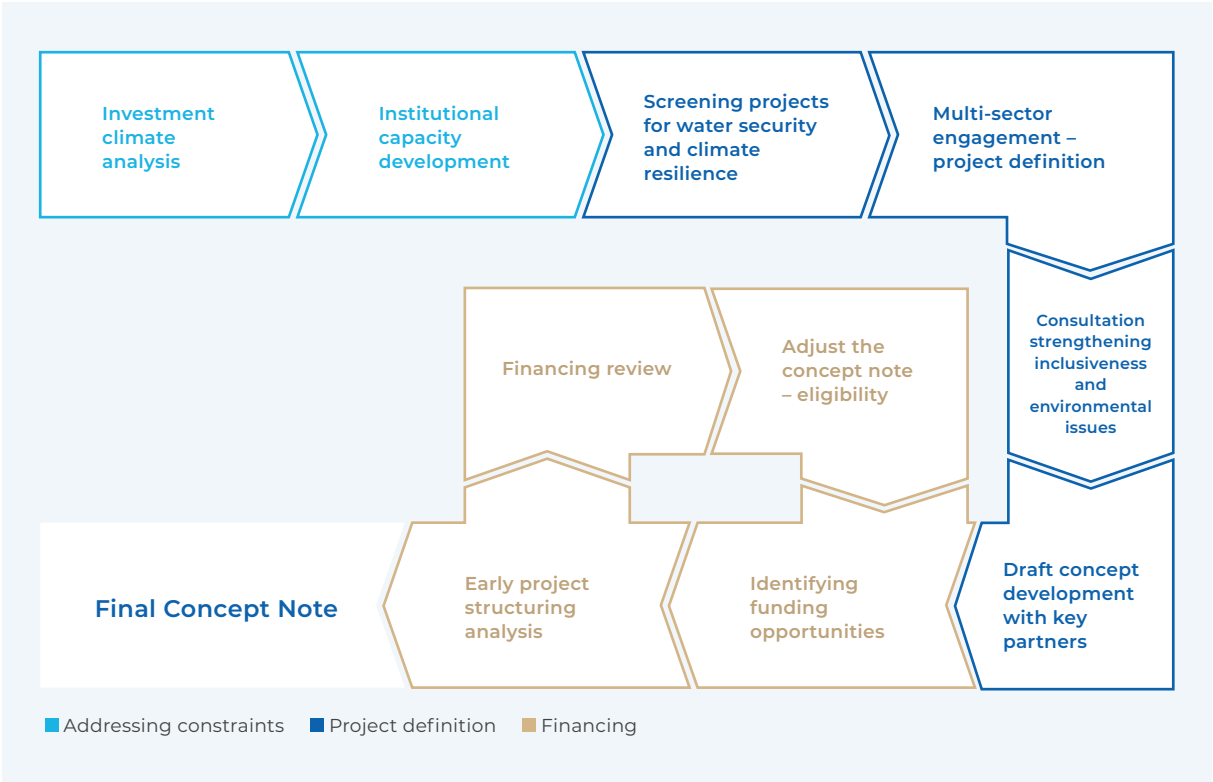 Investment
climate
analysis
Institutional
capacity
development
Screening projects
for water security
and climate
resilience
Multi-sector
engagement –
project definition
Consultation
strengthening
inclusiveness
and
environmental
issues
Financing review
Adjust the
concept note
– eligibility
Final Concept Note
Early project
structuring
analysis
Identifying
funding
opportunities
Draft concept
development
with key
partners
Addressing constraints
Project definition
Financing